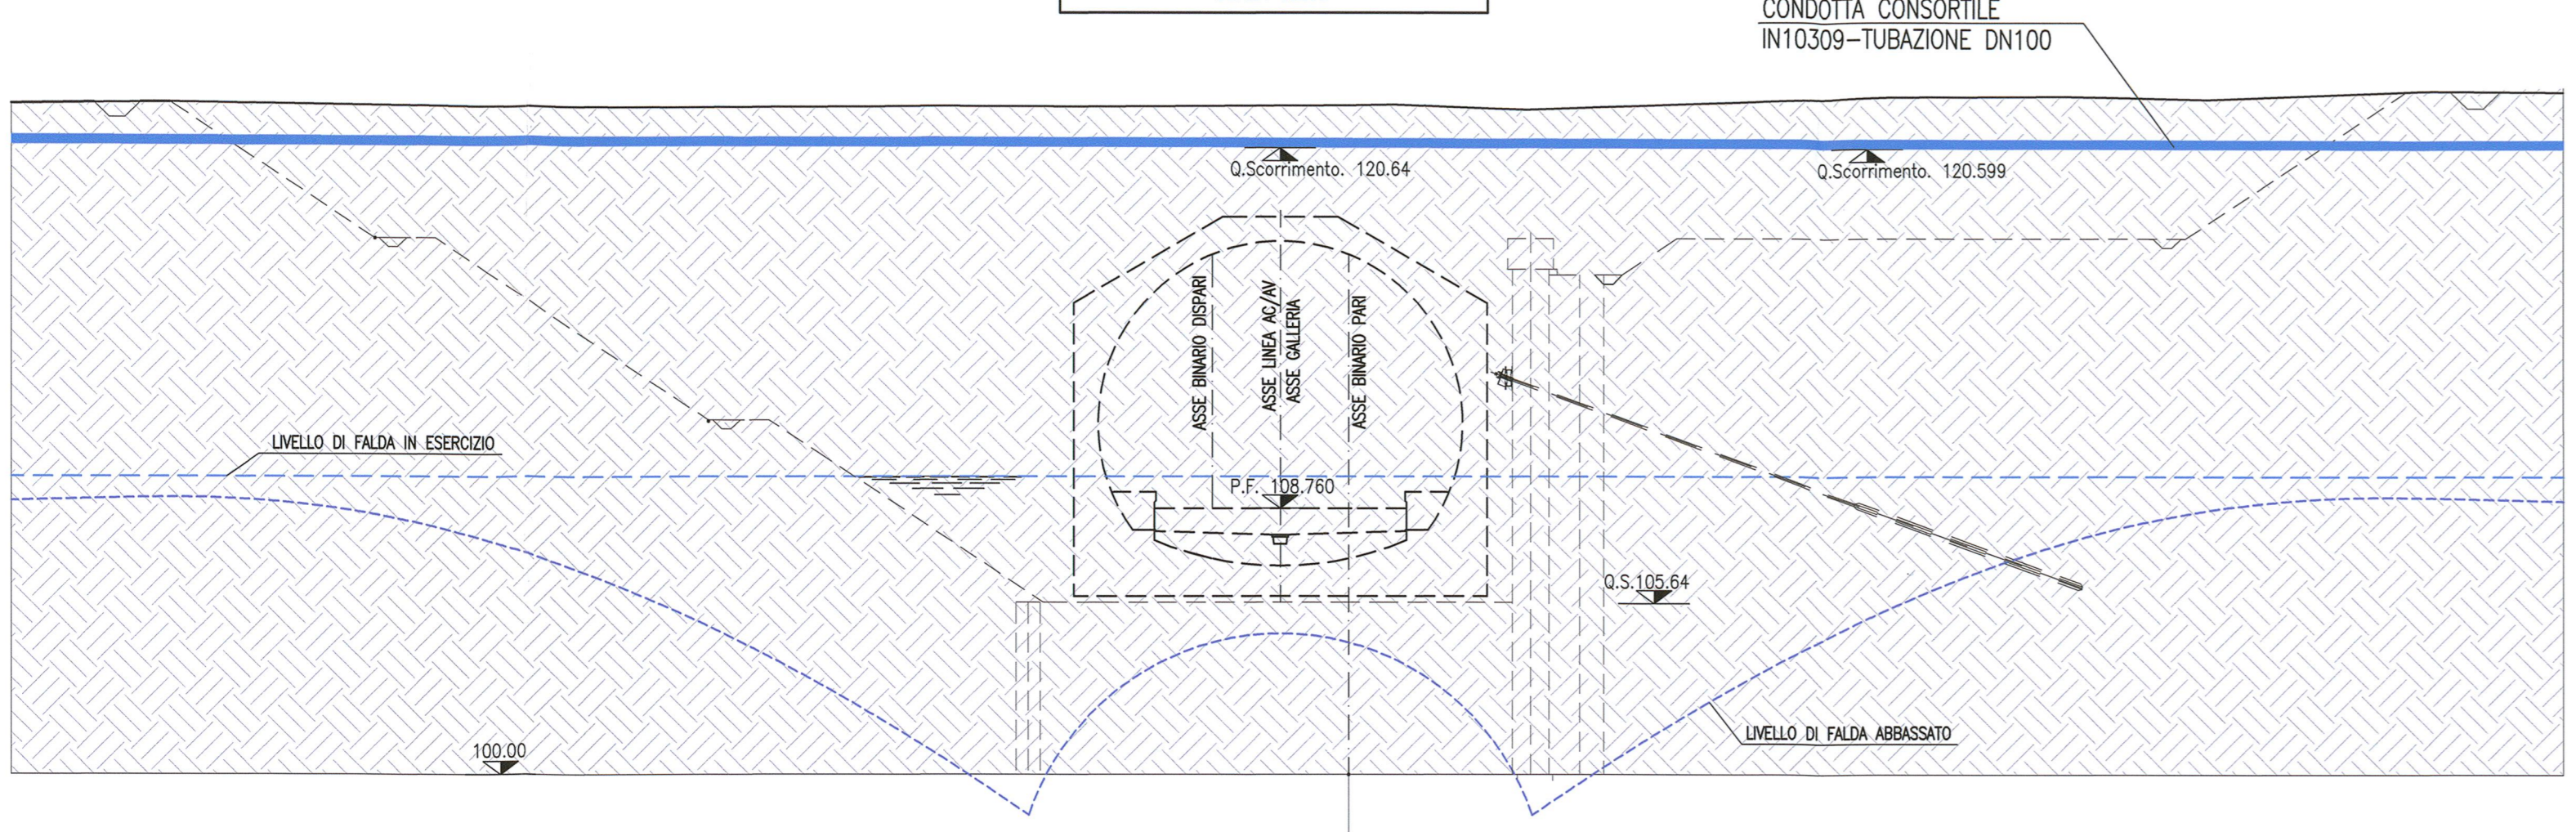 CONDOTTA CONSORTILE
IN10309-TUBAZIONE DN100
Q.Scorrimento. 120.64
Q.Scorrimento. 120.599
ASSE BINARIO DISPARI
ASSE LINEA AC/AV
ASSE GALLERIA
ASSE BINARIO PARI
LIVELLO DI FALDA IN ESERCIZIO
P.F. 108.760
Q.S.105.64
LIVELLO DI FALDA ABBASSATO
100.00